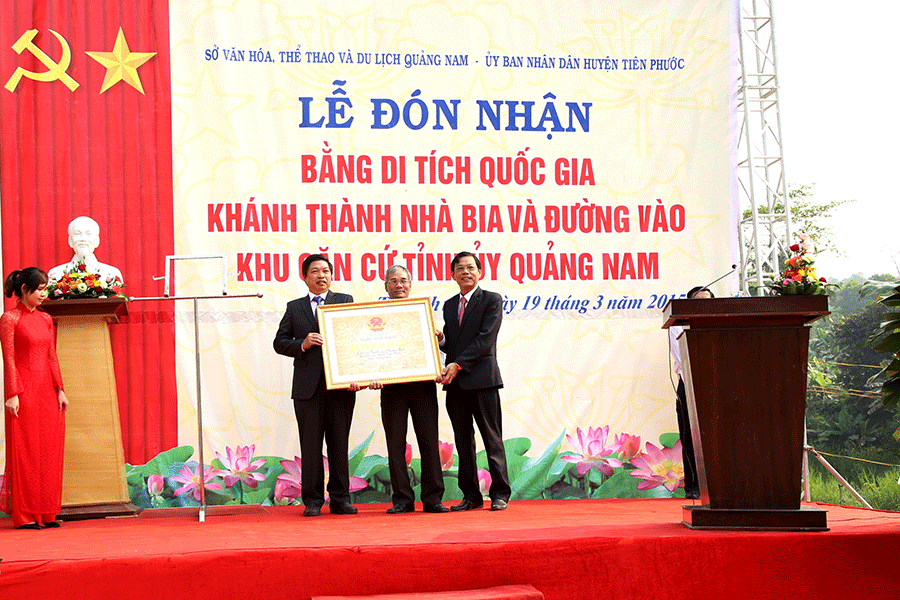 SỞ VĂN HÓA, THỂ THAO VÀ DU LỊCH QUẢNG NAM - ỦY BAN NHÂN DÂN HUYỆN TIÊN PHƯỚC
LỄ ĐÓN NHẬN
BẰNG DI TÍCH QUỐC GIA
KHÁNH THÀNH NHÀ BIA VÀ ĐƯỜNG VÀO
KHU CĂN CỨ TỈNH ỦY QUẢNG NAM
19 tháng 3 năm